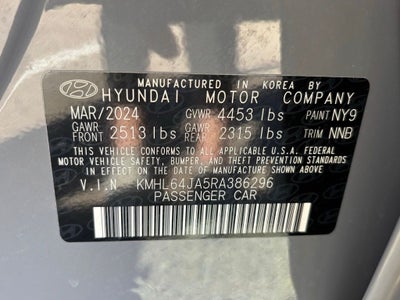 MANUFACTURED IN KOREA BY
HYUNDAI MOTOR COMPANY
MAR/2024 GVWR 4453 lbs PAINT NY9
GAWR FRONT 2513 lbs GAWR REAR 2315 lbs TRIM NNB
THIS VEHICLE CONFORMS TO ALL APPLICABLE U.S.A. FEDERAL
MOTOR VEHICLE SAFETY, BUMPER, AND THEFT PREVENTION
STANDARDS IN EFFECT ON THE DATE OF MANUFACTURE SHOWN ABOVE.
V.I.N KMHL64JA5RA386296
PASSENGER CAR